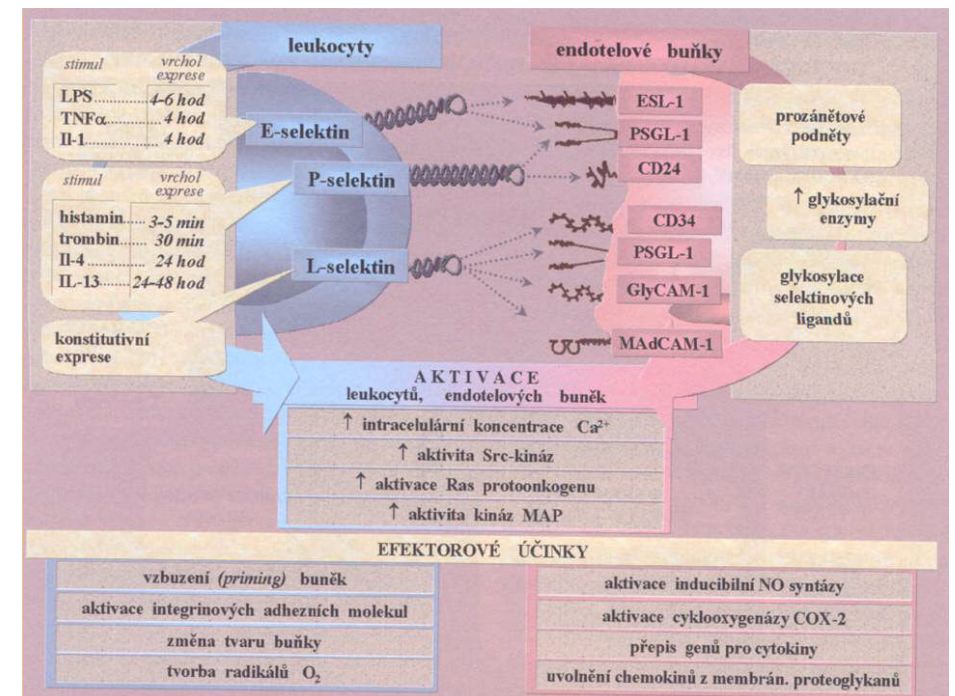 leukocyty
endotelové buňky
stimul
vrchol
exprese
LPS.............. 4-6 hod
TNFα........... 4 hod
Il-1............... 4 hod
stimul
vrchol
exprese
histamin...... 3-5 min
trombin....... 30 min
Il-4............... 24 hod
IL-13........ 24-48 hod
konstitutivní
exprese
E-selektin
P-selektin
L-selektin
ESL-1
PSGL-1
CD24
CD34
PSGL-1
GlyCAM-1
MAdCAM-1
prozánětové
podněty
↑ glykosylační
enzymy
glykosylace
selektinových
ligandů
AKTIVACE
leukocytů, endotelových buněk
↑ intracelulární koncentrace Ca²⁺
↑ aktivita Src-kináz
↑ aktivace Ras protoonkogenu
↑ aktivita kináz MAP
EFEKTOROVÉ ÚČINKY
vzbuzení (priming) buněk
aktivace integrinových adhezních molekul
změna tvaru buňky
tvorba radikálů O₂
aktivace inducibilní NO syntázy
aktivace cyklooxygenázy COX-2
přepis genů pro cytokiny
uvolnění chemokinů z membrán. proteoglykanů